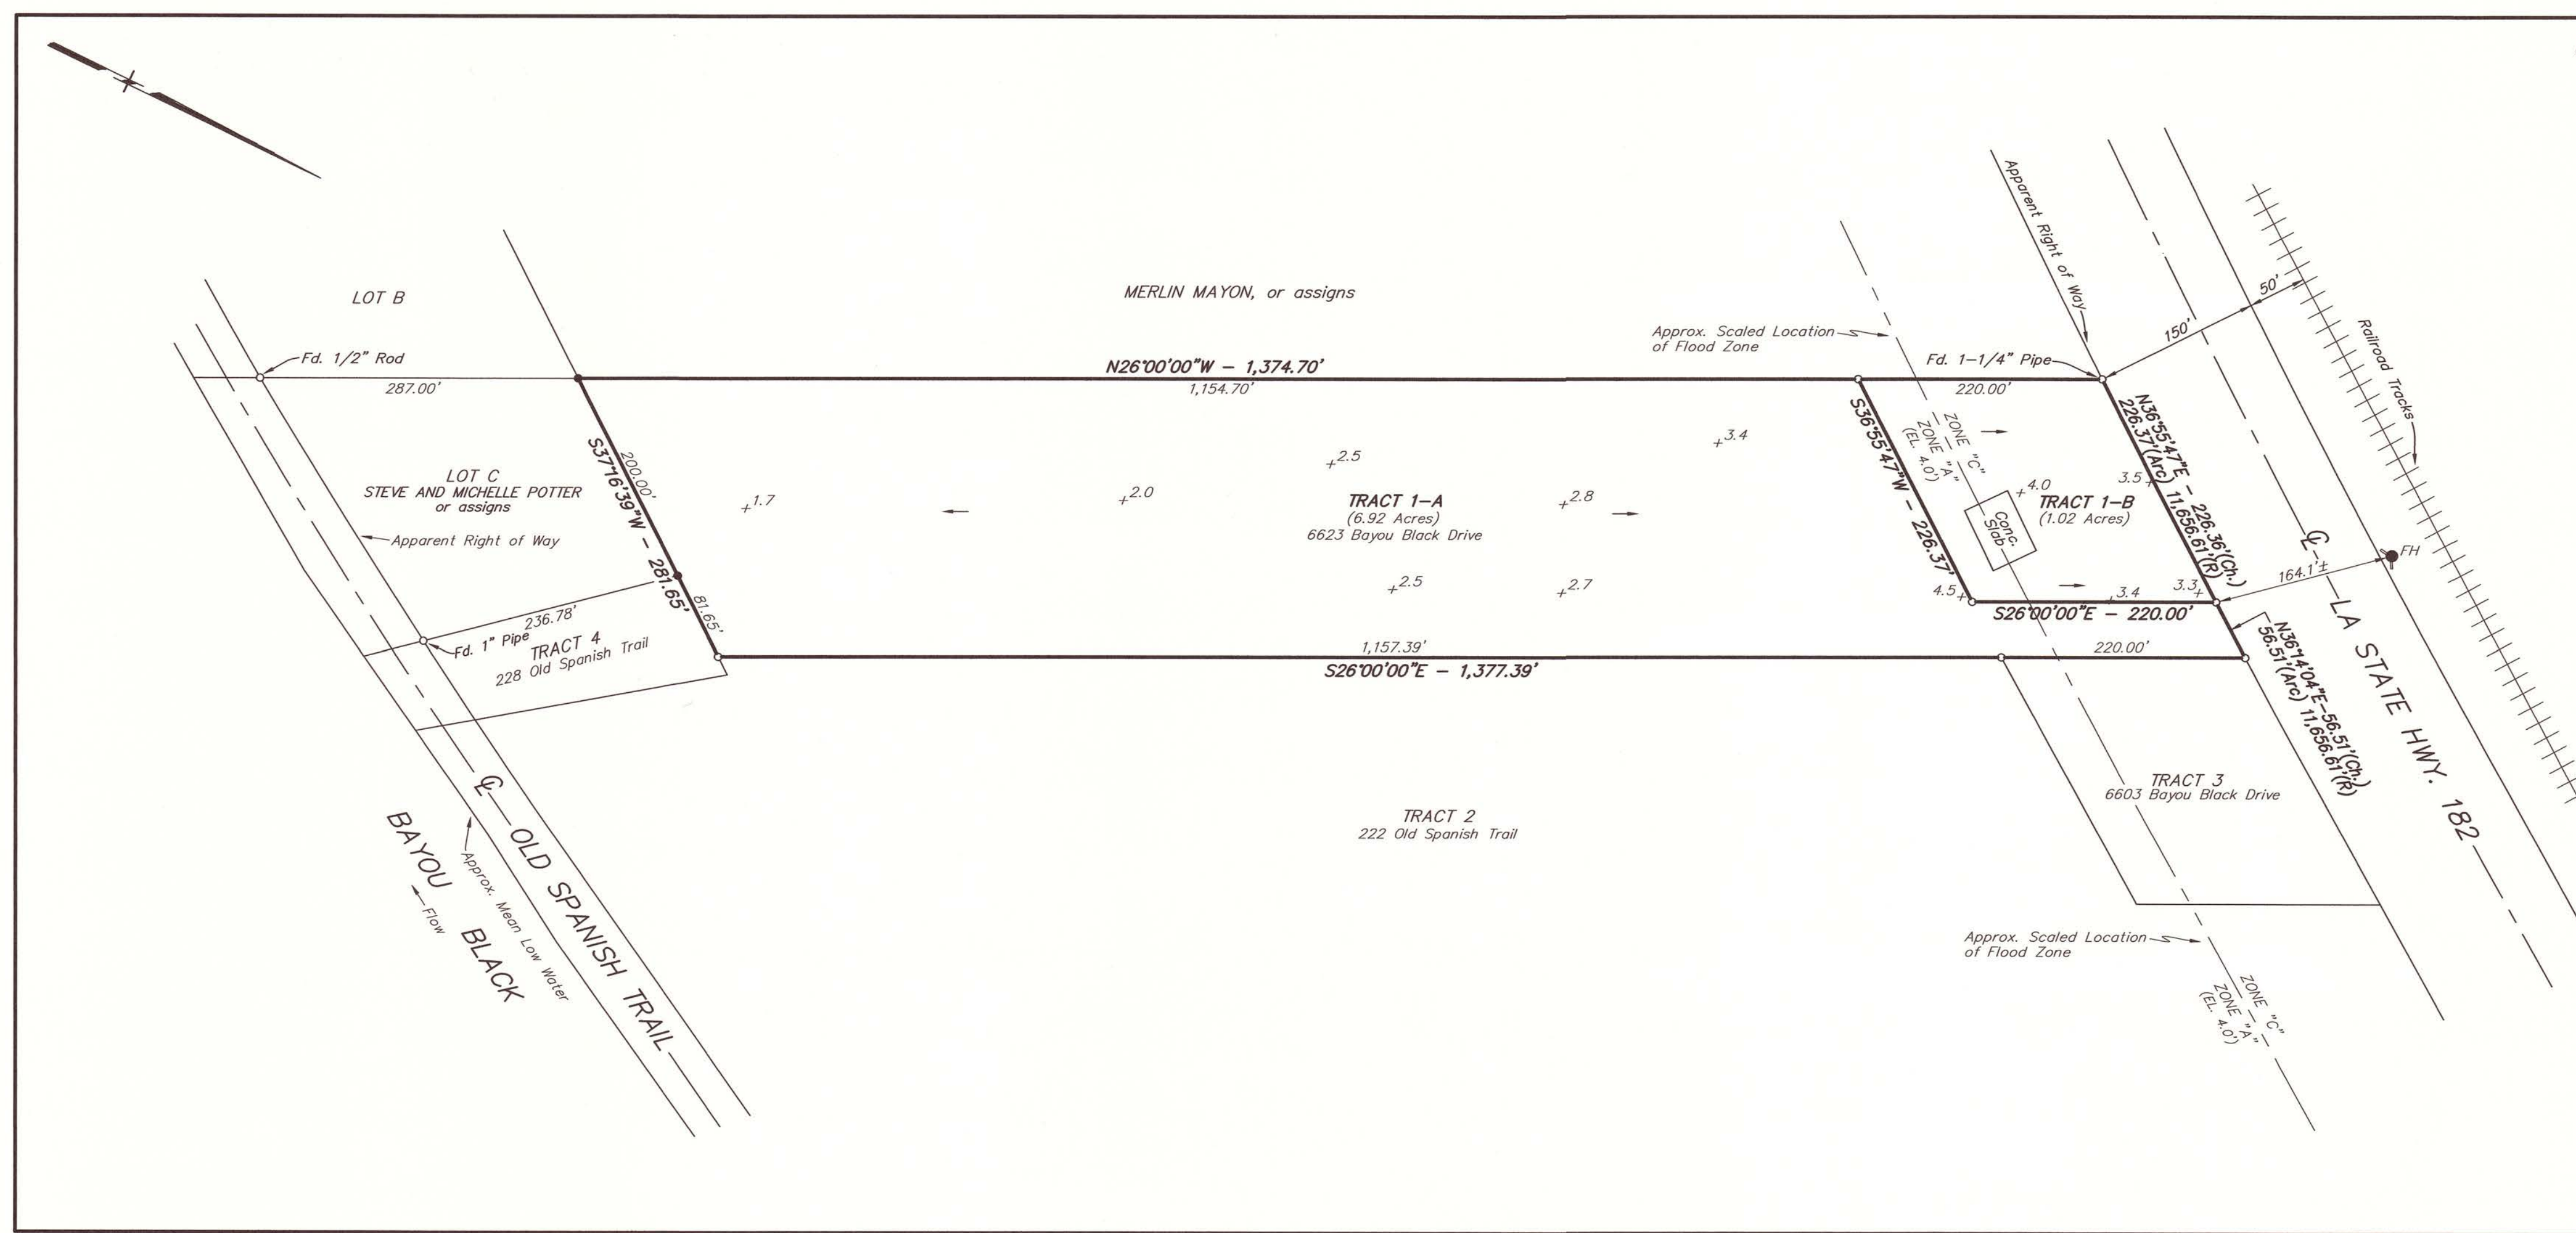 LOT B
MERLIN MAYON, or assigns
Approx. Scaled Location
of Flood Zone
Apparent Right of Way
50'
150'
Railroad Tracks
Fd. 1/2" Rod
287.00'
N26°00'00"W - 1,374.70'
1,154.70'
Fd. 1-1/4" Pipe
220.00'
LOT C
STEVE AND MICHELLE POTTER
or assigns
Apparent Right of Way
200.00'
S37°16'39"W - 281.65'
81.65'
1.7
2.0
2.5
2.8
3.4
2.5
2.7
TRACT 1-A
(6.92 Acres)
6623 Bayou Black Drive
S36°55'47"W - 226.37'
ZONE "C"
ZONE "A"
(EL. 4.0')
Conc.
Slab
4.0
3.5
TRACT 1-B
(1.02 Acres)
N36°55'47"E - 226.36'(Ch.)
226.37'(Arc) 11,656.61'(R)
4.5
3.4
3.3
S26°00'00"E - 220.00'
164.1'±
FH
236.78'
Fd. 1" Pipe
TRACT 4
228 Old Spanish Trail
1,157.39'
S26°00'00"E - 1,377.39'
220.00'
N36°14'04"E-56.51'(Ch.)
56.51'(Arc) 11,656.61'(R)
℄
LA STATE HWY. 182
TRACT 3
6603 Bayou Black Drive
TRACT 2
222 Old Spanish Trail
℄
OLD SPANISH TRAIL
Approx. Mean Low Water
BAYOU BLACK
Flow
Approx. Scaled Location
of Flood Zone
ZONE "C"
ZONE "A"
(EL. 4.0')